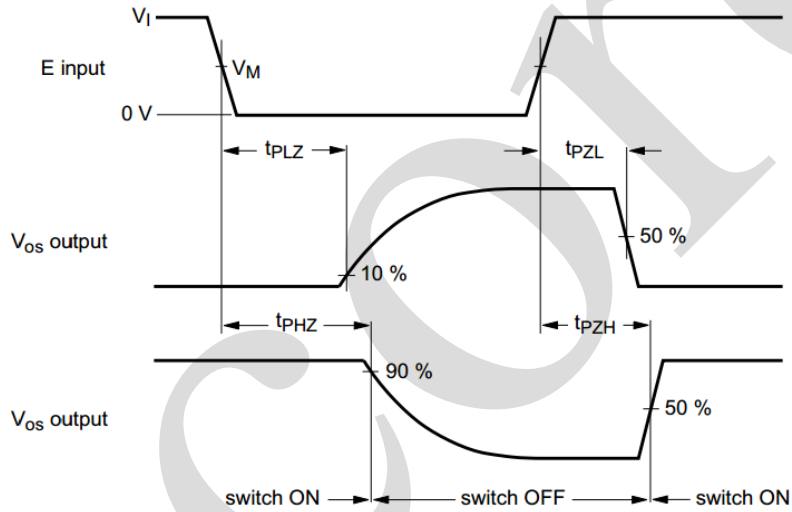 VI
E input
VM
0 V
tPLZ
tPZL
Vos output
50 %
10 %
tPHZ
tPZH
90 %
Vos output
50 %
switch ON
switch OFF
switch ON